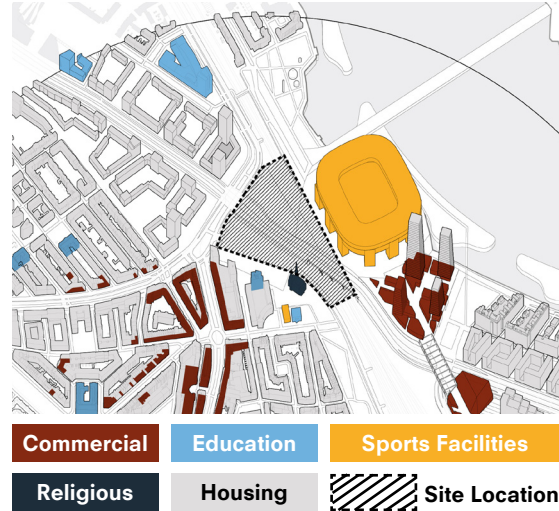 Commercial
Education
Sports Facilities
Religious
Housing
Site Location